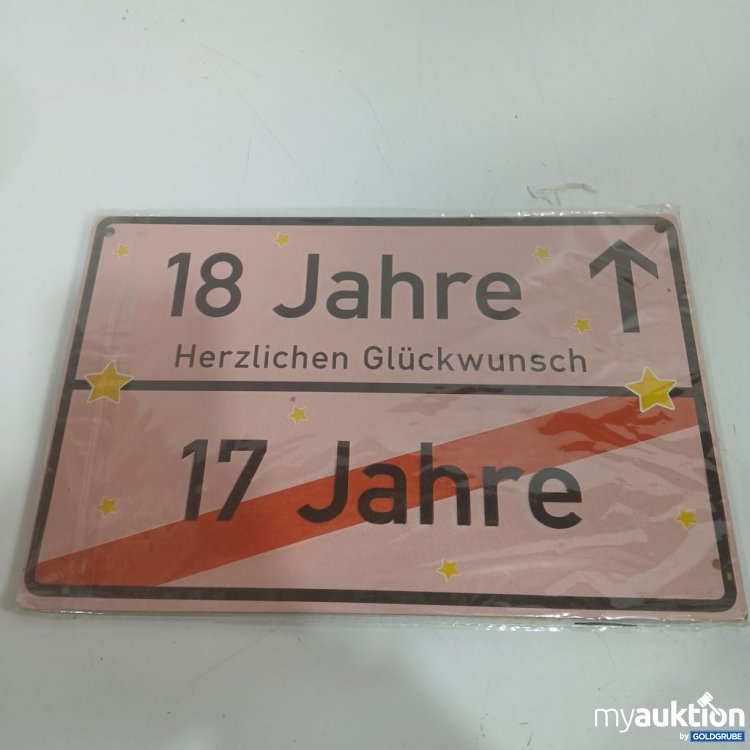 18 Jahre ↑
Herzlichen Glückwunsch
17 Jahre
myauktion
by GOLDGRUBE